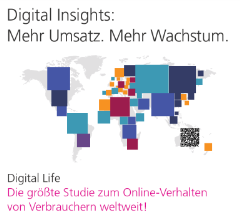 Digital Insights:
Mehr Umsatz. Mehr Wachstum.
Digital Life
Die größte Studie zum Online-Verhalten
von Verbrauchern weltweit!